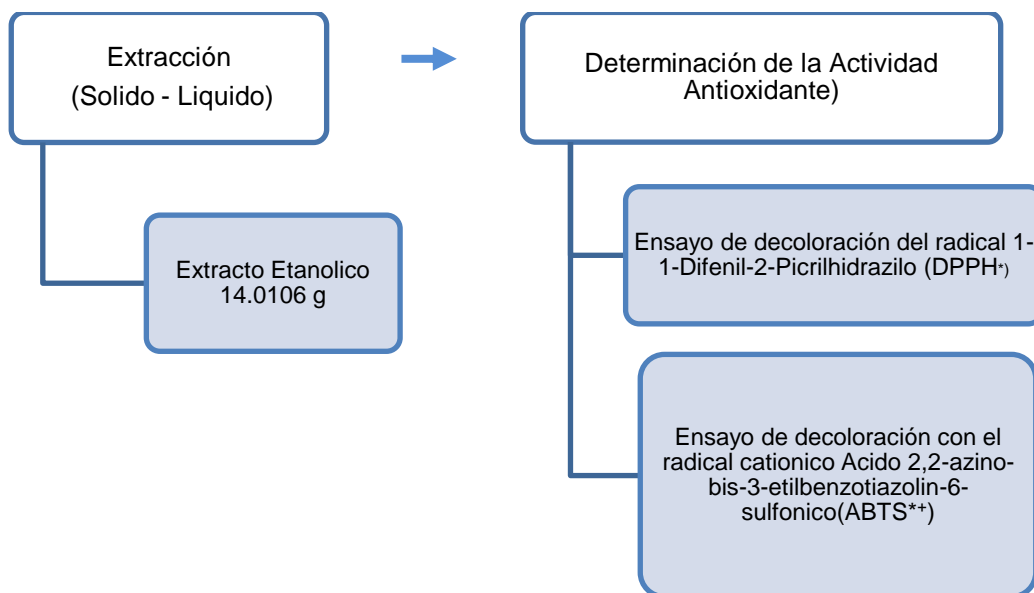 Extracción
(Solido - Liquido)
Extracto Etanolico
14.0106 g
Determinación de la Actividad
Antioxidante)
Ensayo de decoloración del radical 1-
1-Difenil-2-Picrilhidrazilo (DPPH*)
Ensayo de decoloración con el
radical cationico Acido 2,2-azino-
bis-3-etilbenzotiazolin-6-
sulfonico(ABTS*+)